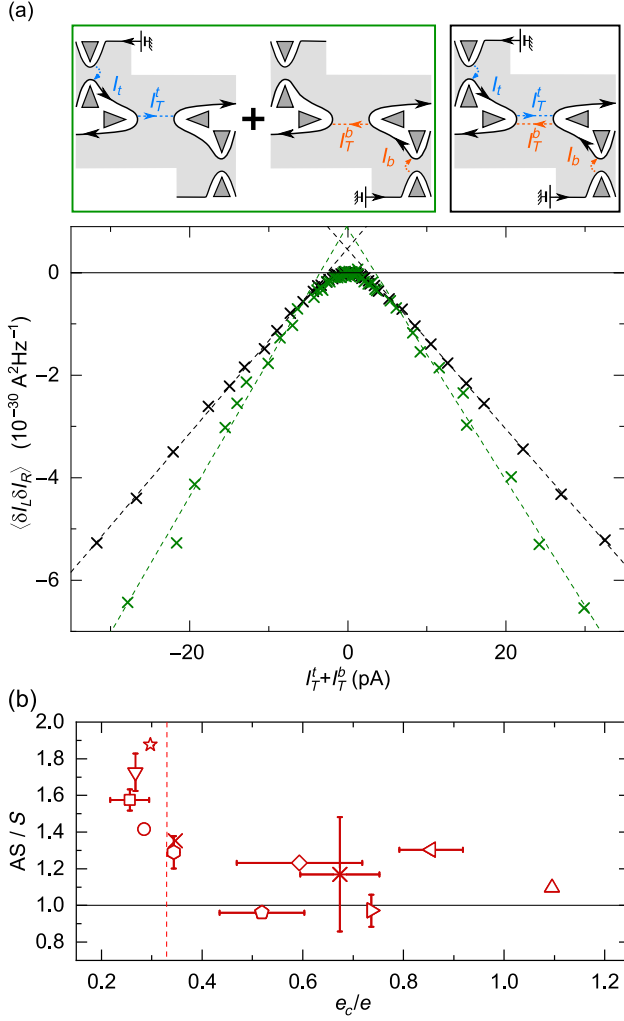 (a)
I_t I_T^t + I_T^b I_b I_t I_T^t I_T^b I_b
⟨δI_L δI_R⟩ (10⁻³⁰ A²Hz⁻¹)
0
−2
−4
−6
−20 0 20
I_T^t+I_T^b (pA)
(b)
AS / S
2.0
1.8
1.6
1.4
1.2
1.0
0.8
0.2 0.4 0.6 0.8 1.0 1.2
e_c/e